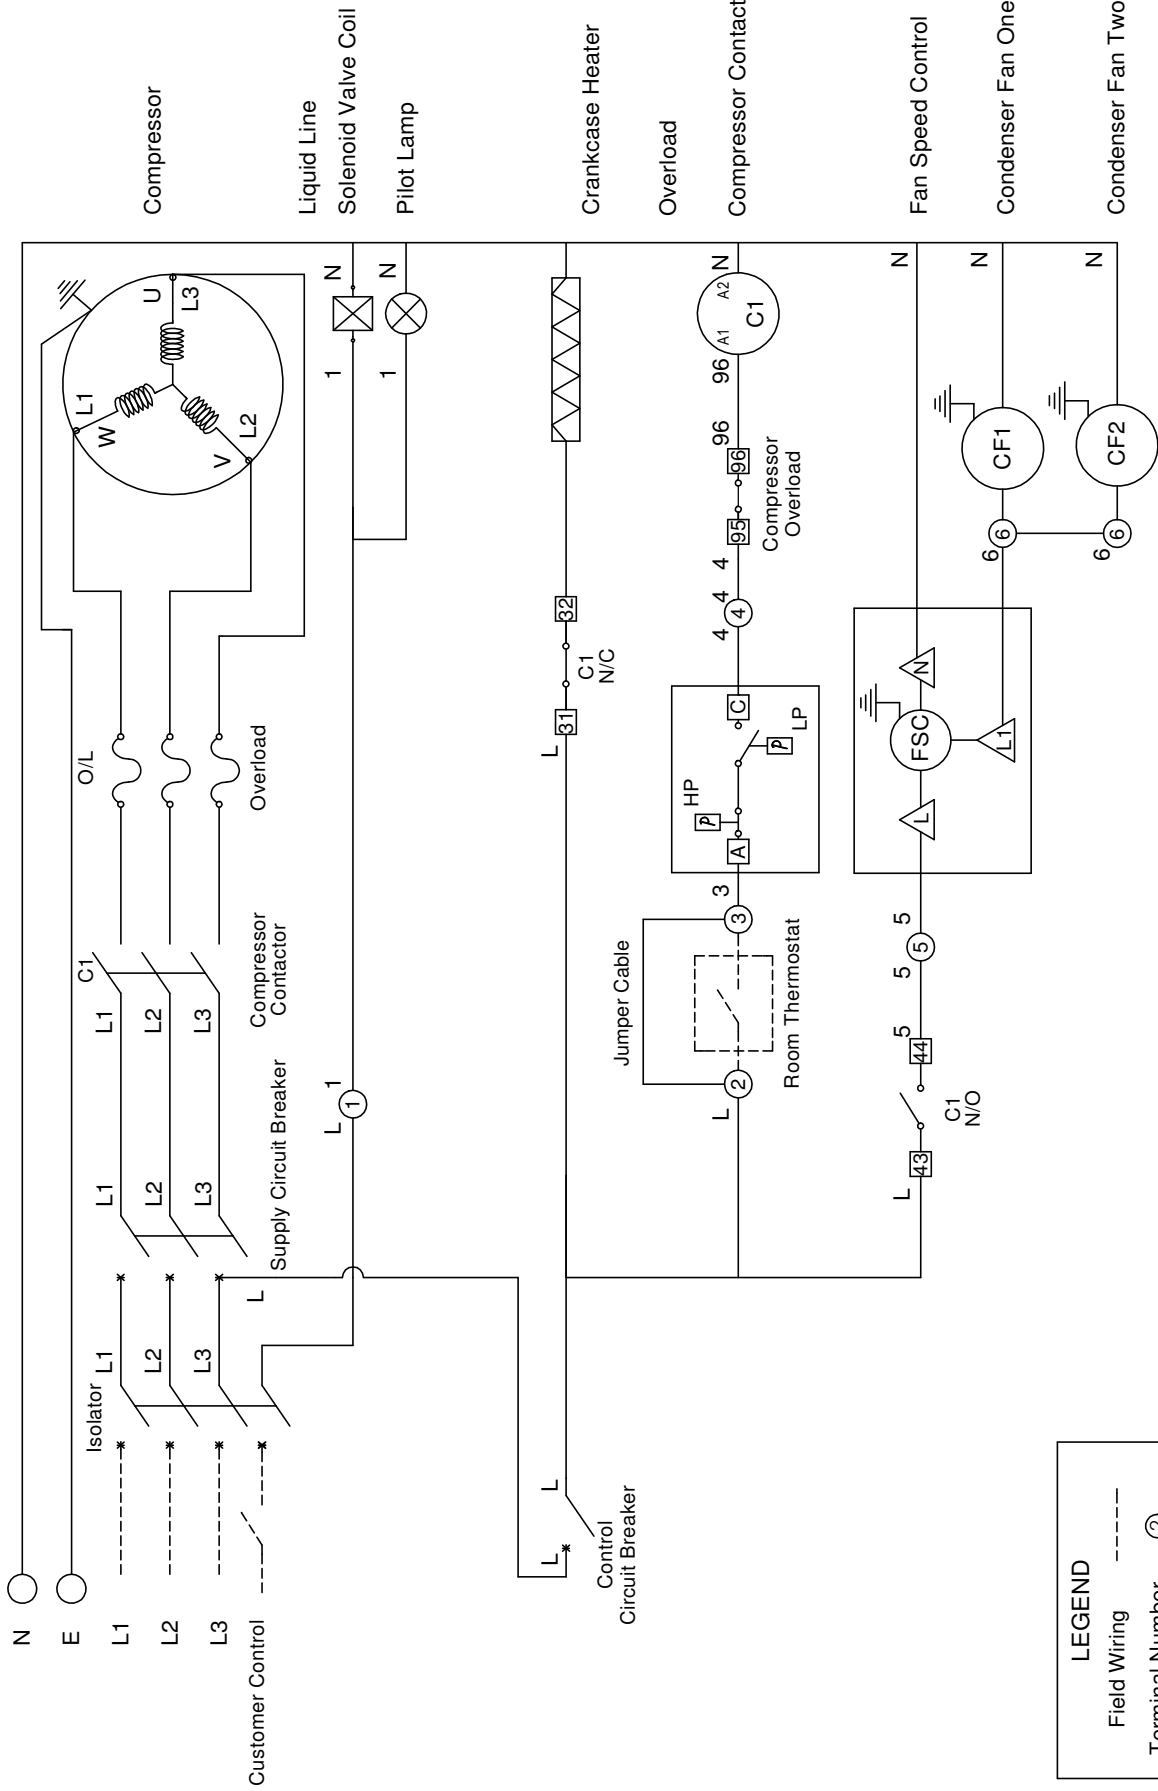 N
E
L1
L2
L3
Customer Control
Isolator
L1
L2
L3
L
Supply Circuit Breaker
L1
L2
L3
C1
L1
L2
L3
Compressor
Contactor
O/L
Overload
L1
W
V
L2
U
L3
Compressor
L
1
1
1
N
1
N
Liquid Line
Solenoid Valve Coil
Pilot Lamp
L
L
Control
Circuit Breaker
L
31
C1
N/C
32
Crankcase Heater
Jumper Cable
L
2
Room Thermostat
3
3
A
P
HP
P
LP
C
4
4
4
4
95
96
Compressor
Overload
96
96
A1
A2
C1
N
Overload
Compressor Contact
L
43
C1
N/O
44
5
5
5
5
L
FSC
N
L1
N
Fan Speed Control
6
6
CF1
N
Condenser Fan One
6
6
CF2
N
Condenser Fan Two
LEGEND
Field Wiring
Terminal Number
2